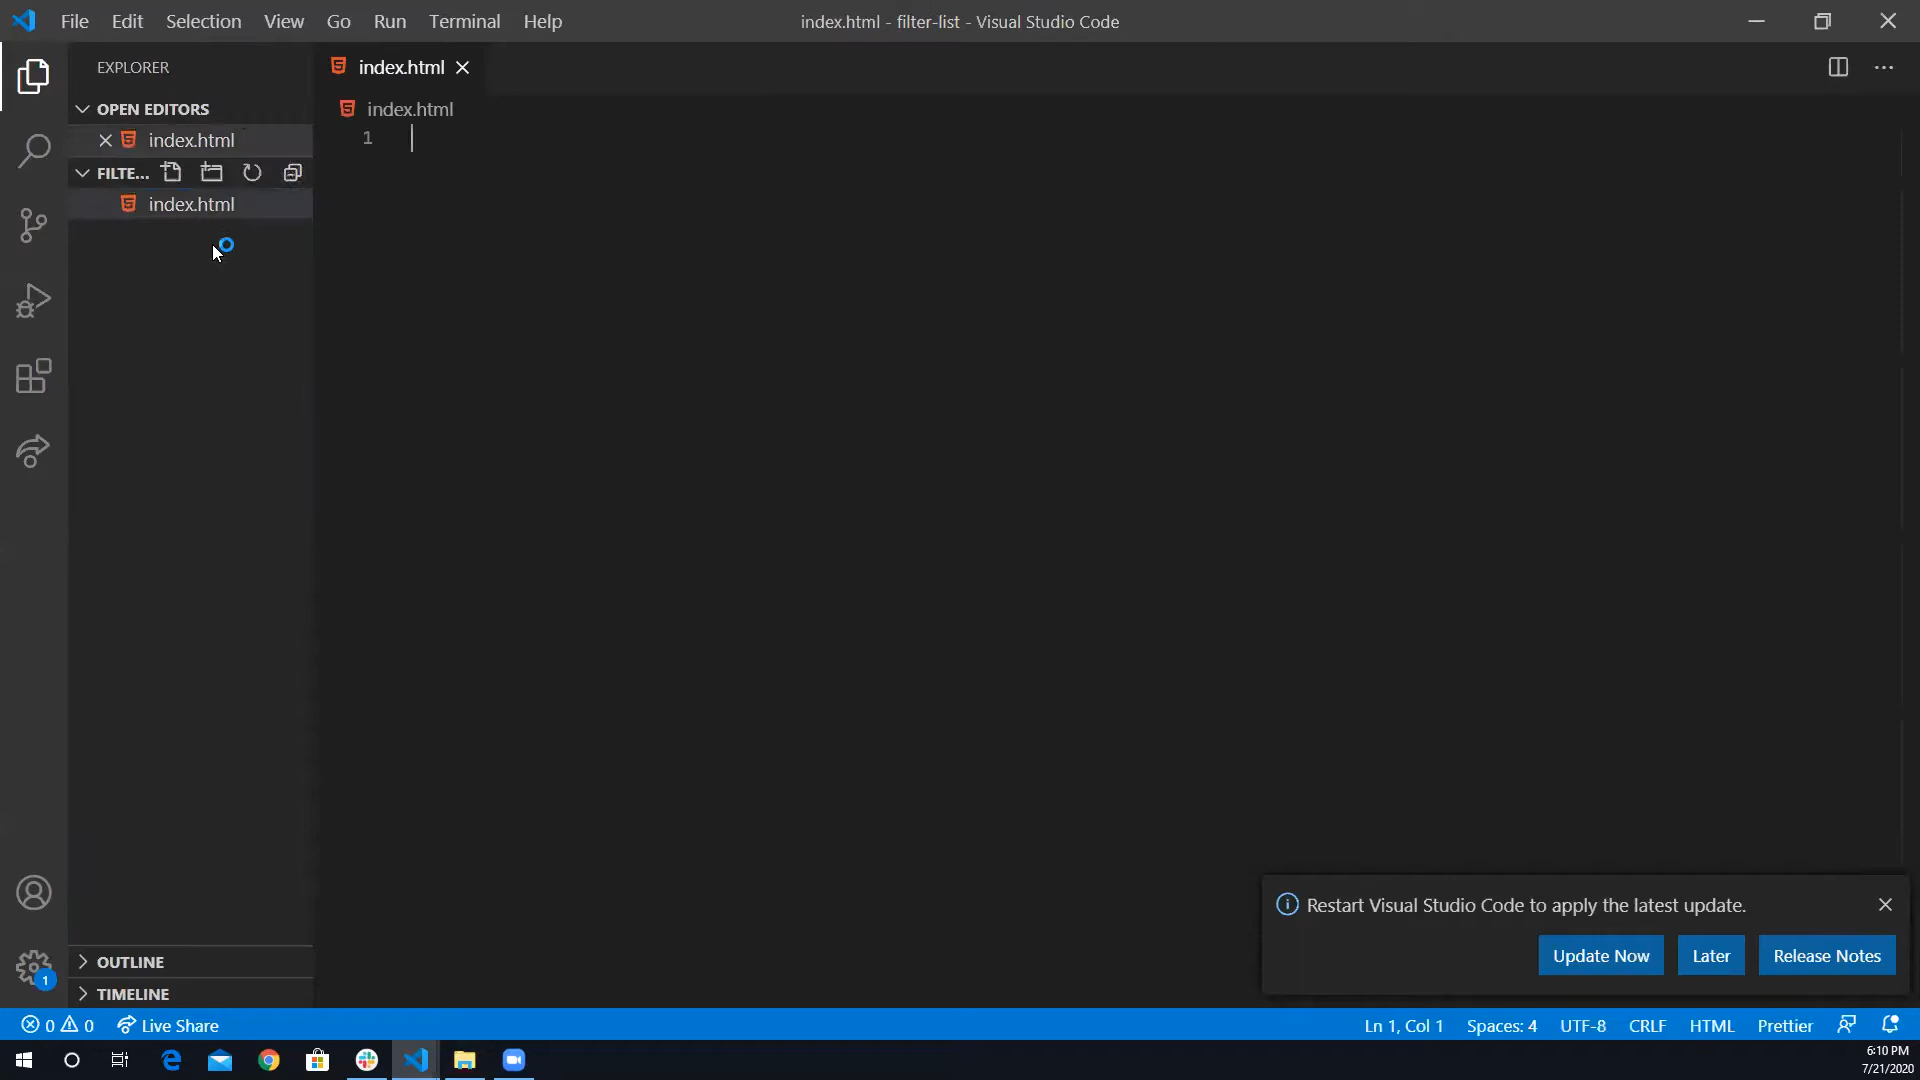 File Edit Selection View Go Run Terminal Help
index.html - filter-list - Visual Studio Code
EXPLORER
index.html
OPEN EDITORS
index.html
index.html
1
FILTE...
index.html
OUTLINE
TIMELINE
1
Restart Visual Studio Code to apply the latest update.
Update Now Later Release Notes
0 0 Live Share
Ln 1, Col 1 Spaces: 4 UTF-8 CRLF HTML Prettier
6:10 PM
7/21/2020